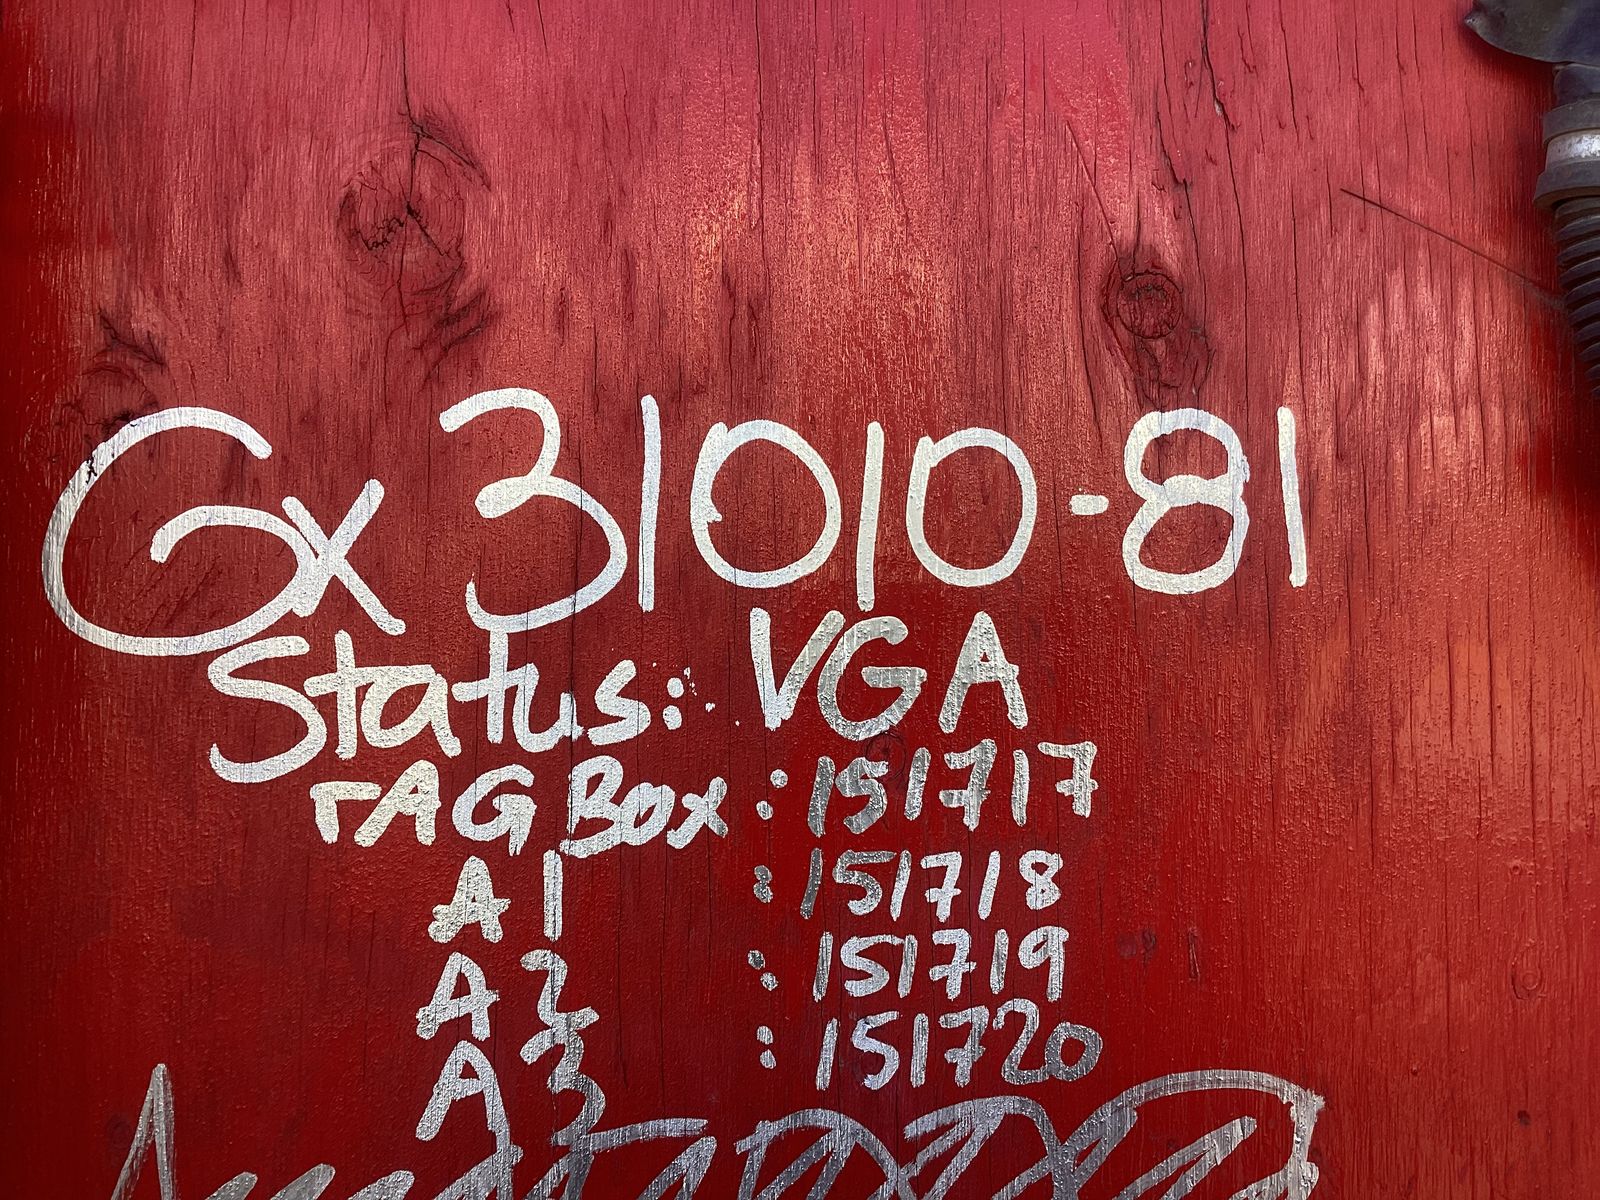 Gx 31010-81
Status: VGA
TAG Box : 151717
A1 : 151718
A2 : 151719
A3 : 151720